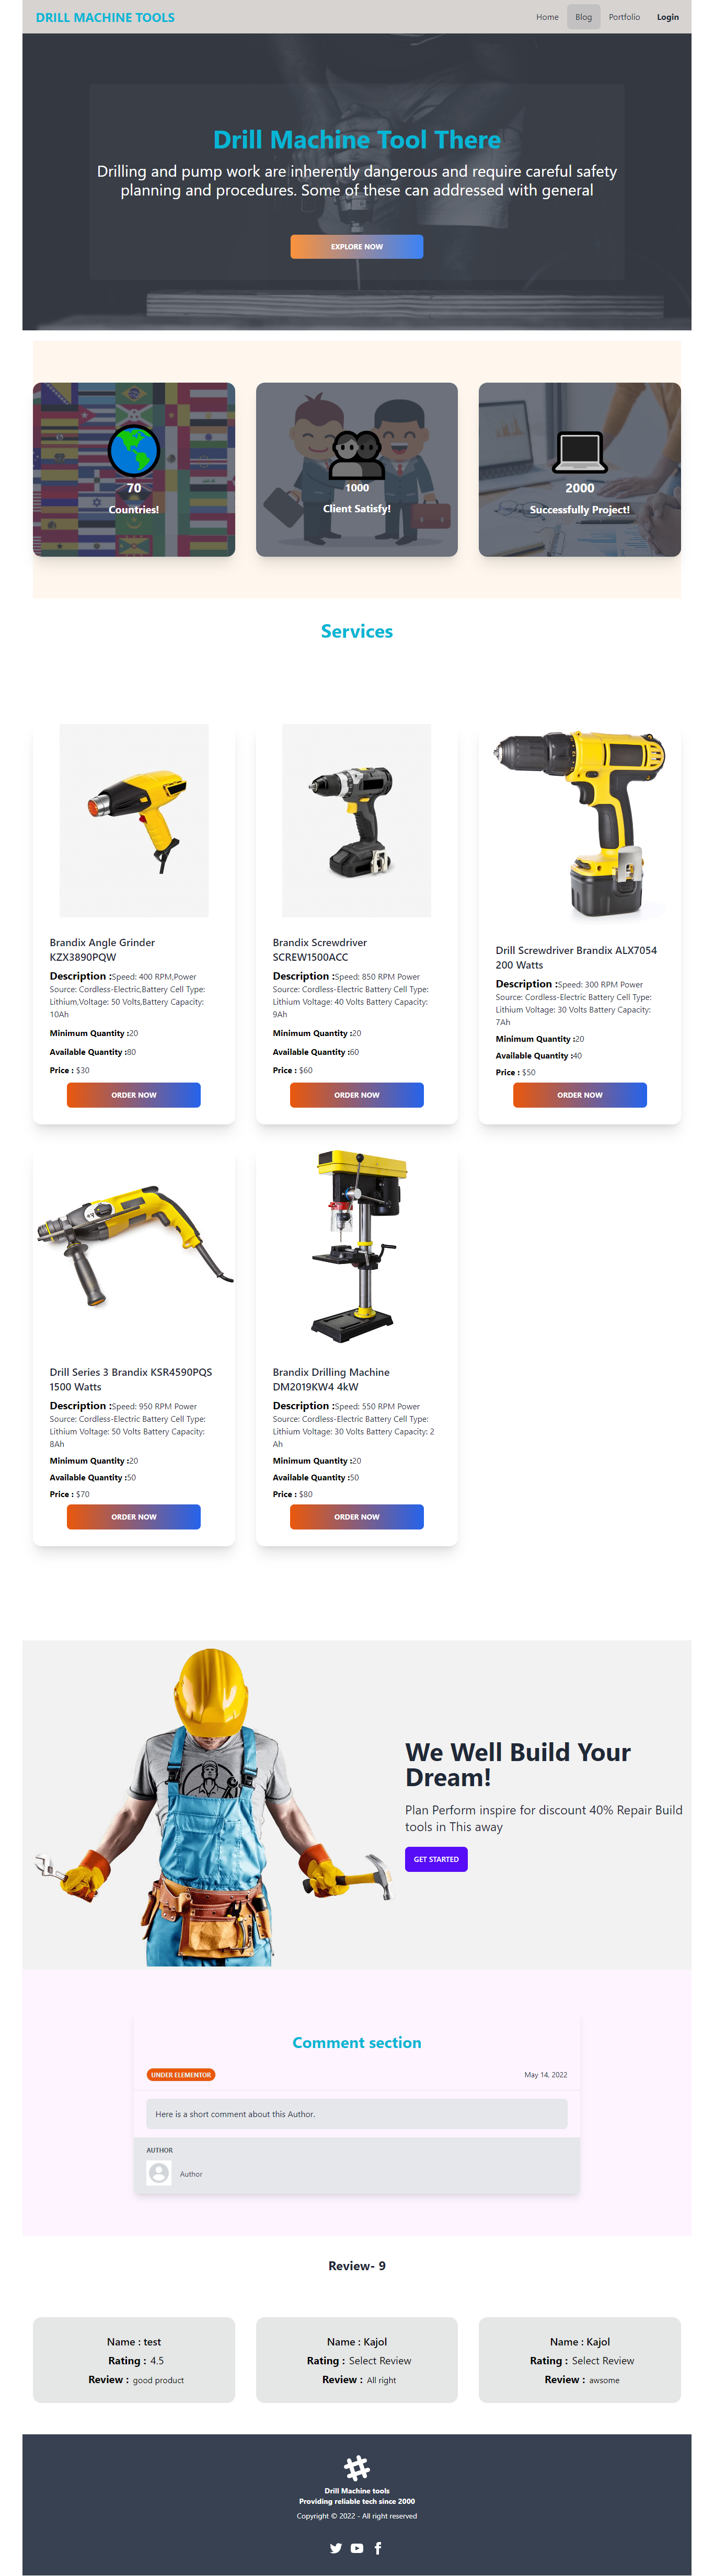 DRILL MACHINE TOOLS
Home Blog Portfolio Login
Drill Machine Tool There
Drilling and pump work are inherently dangerous and require careful safety
planning and procedures. Some of these can addressed with general
EXPLORE NOW
70
Countries!
1000
Client Satisfy!
2000
Successfully Project!
Services
Brandix Angle Grinder
KZX3890PQW
Description :Speed: 400 RPM,Power
Source: Cordless-Electric,Battery Cell Type:
Lithium,Voltage: 50 Volts,Battery Capacity:
10Ah
Minimum Quantity :20
Available Quantity :80
Price : $30
ORDER NOW
Brandix Screwdriver
SCREW1500ACC
Description :Speed: 850 RPM Power
Source: Cordless-Electric Battery Cell Type:
Lithium Voltage: 40 Volts Battery Capacity:
9Ah
Minimum Quantity :20
Available Quantity :60
Price : $60
ORDER NOW
Drill Screwdriver Brandix ALX7054
200 Watts
Description :Speed: 300 RPM Power
Source: Cordless-Electric Battery Cell Type:
Lithium Voltage: 30 Volts Battery Capacity:
7Ah
Minimum Quantity :20
Available Quantity :40
Price : $50
ORDER NOW
Drill Series 3 Brandix KSR4590PQS
1500 Watts
Description :Speed: 950 RPM Power
Source: Cordless-Electric Battery Cell Type:
Lithium Voltage: 50 Volts Battery Capacity:
8Ah
Minimum Quantity :20
Available Quantity :50
Price : $70
ORDER NOW
Brandix Drilling Machine
DM2019KW4 4kW
Description :Speed: 550 RPM Power
Source: Cordless-Electric Battery Cell Type:
Lithium Voltage: 30 Volts Battery Capacity: 2
Ah
Minimum Quantity :20
Available Quantity :50
Price : $80
ORDER NOW
We Well Build Your
Dream!
Plan Perform inspire for discount 40% Repair Build
tools in This away
GET STARTED
Comment section
UNDER ELEMENTOR
May 14, 2022
Here is a short comment about this Author.
AUTHOR
Author
Review- 9
Name : test
Rating : 4.5
Review : good product
Name : Kajol
Rating : Select Review
Review : All right
Name : Kajol
Rating : Select Review
Review : awsome
Drill Machine tools
Providing reliable tech since 2000
Copyright © 2022 - All right reserved